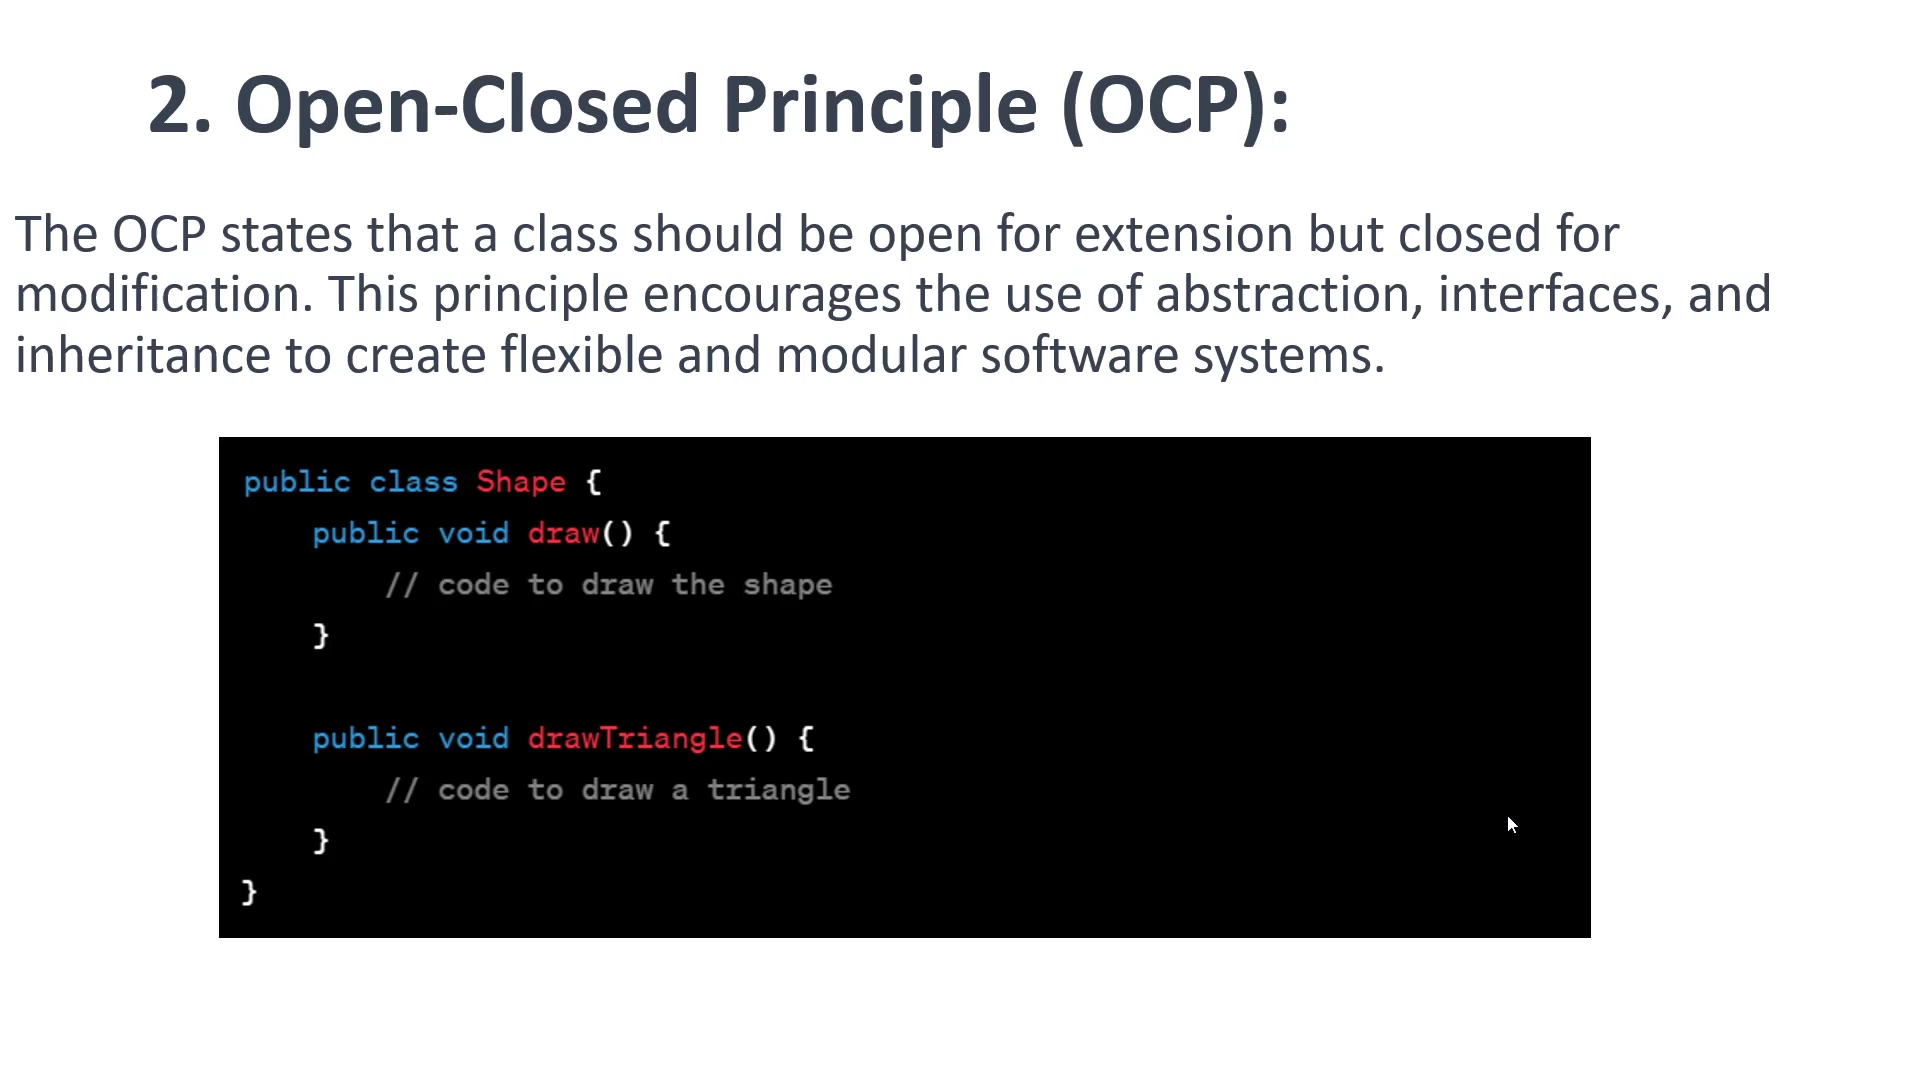 2. Open-Closed Principle (OCP):
The OCP states that a class should be open for extension but closed for
modification. This principle encourages the use of abstraction, interfaces, and
inheritance to create flexible and modular software systems.
public class Shape {
    public void draw() {
        // code to draw the shape
    }

    public void drawTriangle() {
        // code to draw a triangle
    }
}